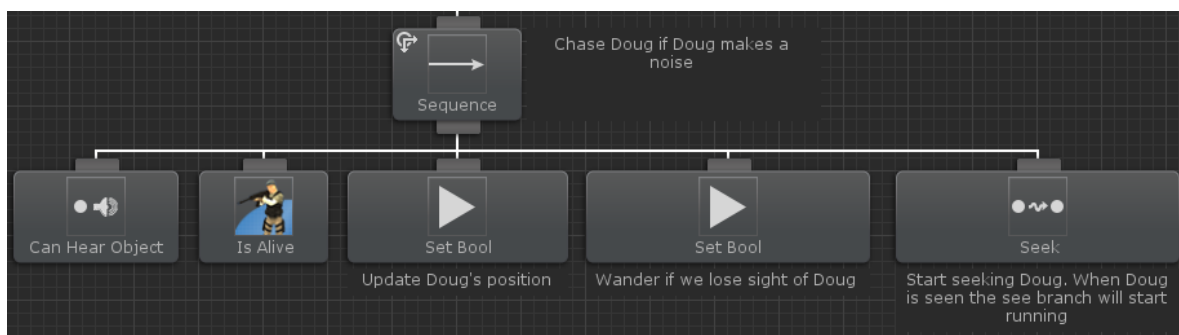 Chase Doug if Doug makes a
noise
Sequence
Can Hear Object
Is Alive
Set Bool
Set Bool
Seek
Update Doug's position
Wander if we lose sight of Doug
Start seeking Doug. When Doug
is seen the see branch will start
running